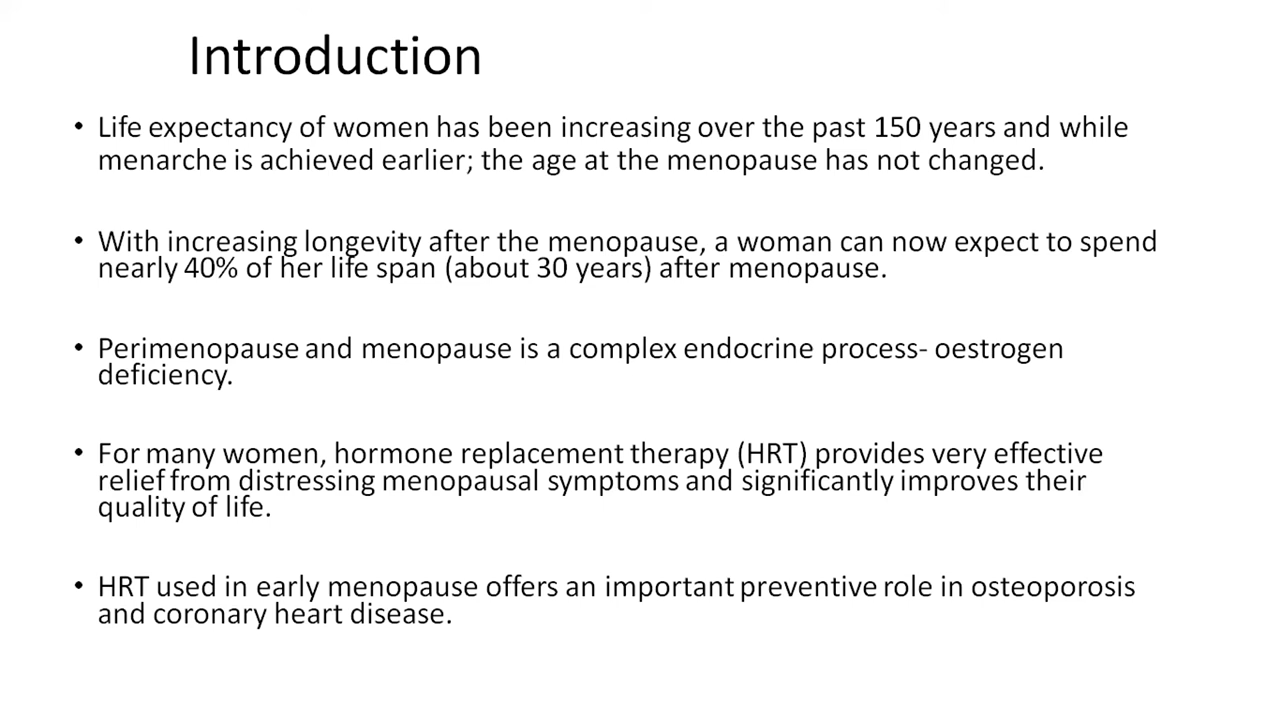 Introduction
• Life expectancy of women has been increasing over the past 150 years and while
menarche is achieved earlier; the age at the menopause has not changed.
• With increasing longevity after the menopause, a woman can now expect to spend
nearly 40% of her life span (about 30 years) after menopause.
• Perimenopause and menopause is a complex endocrine process- oestrogen
deficiency.
• For many women, hormone replacement therapy (HRT) provides very effective
relief from distressing menopausal symptoms and significantly improves their
quality of life.
• HRT used in early menopause offers an important preventive role in osteoporosis
and coronary heart disease.